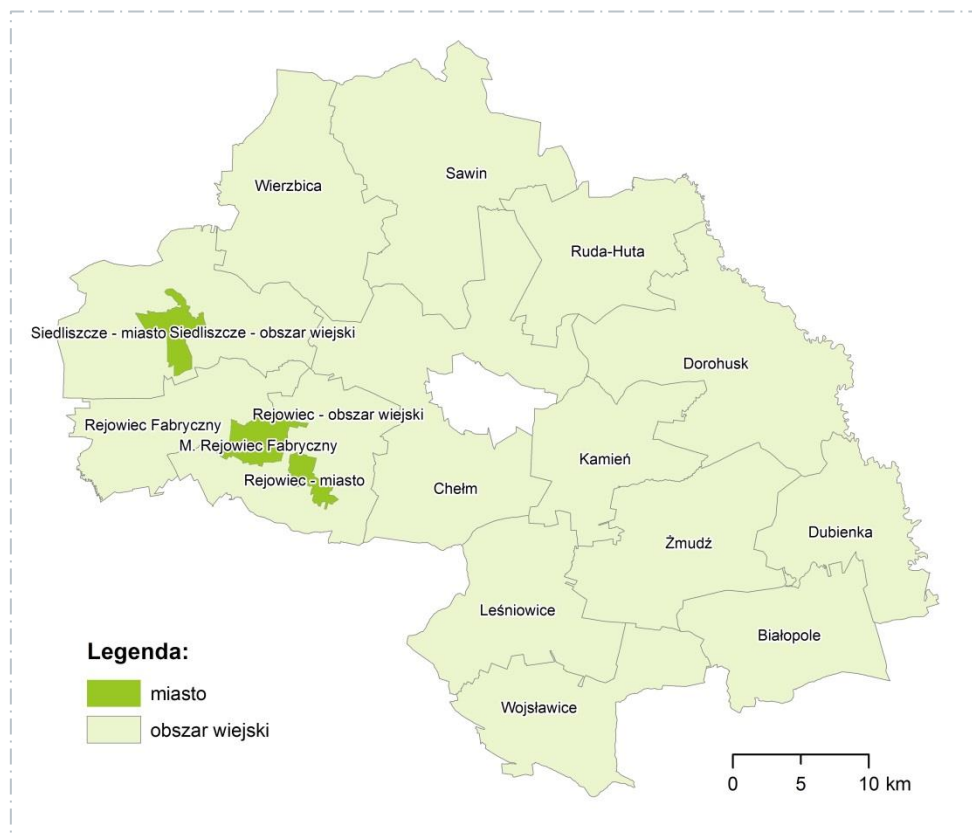 Sawin
Wierzbica
Ruda-Huta
Siedliszcze - miasto
Siedliszcze - obszar wiejski
Dorohusk
Rejowiec - obszar wiejski
Rejowiec Fabryczny
M. Rejowiec Fabryczny
Kamień
Rejowiec - miasto
Chełm
Dubienka
Żmudź
Leśniowice
Białopole
Wojsławice
Legenda:
miasto
obszar wiejski
0 5 10 km